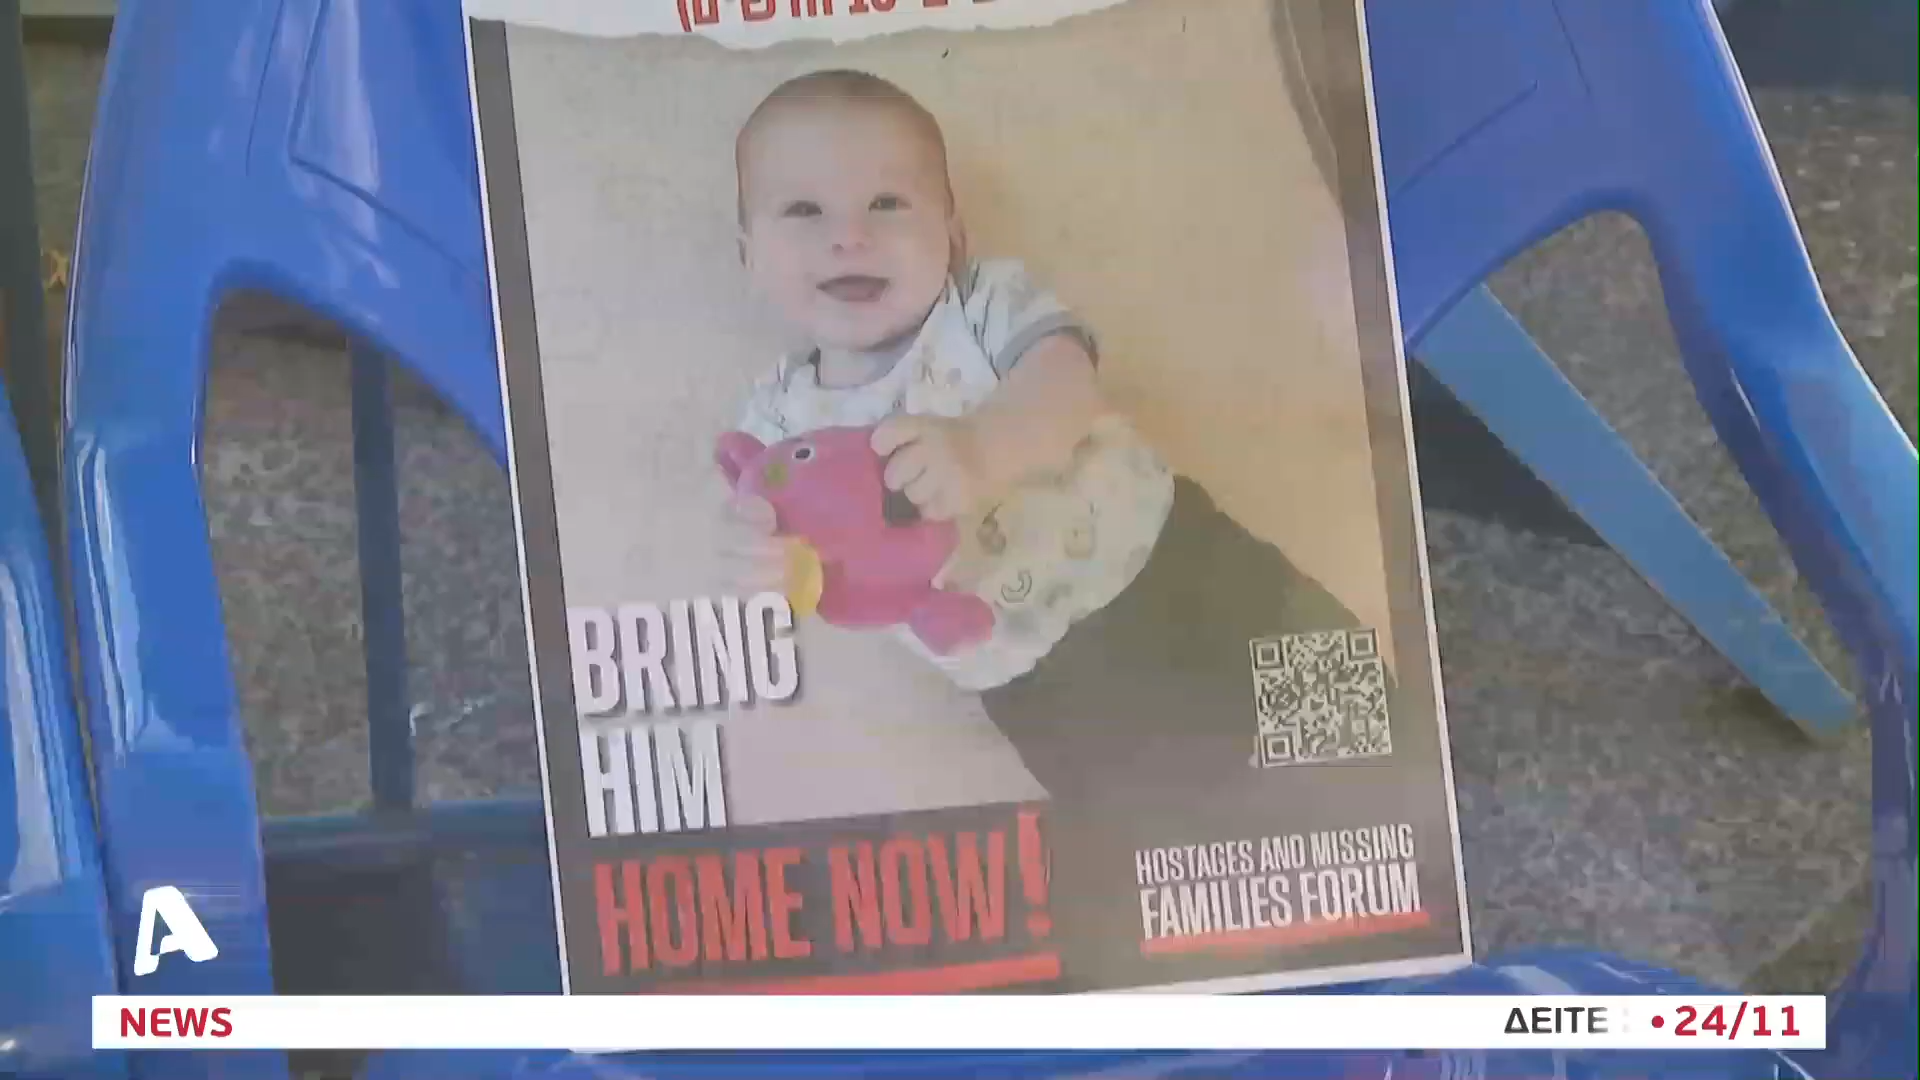 BRING
HIM
HOME NOW!
HOSTAGES AND MISSING
FAMILIES FORUM
NEWS
ΔΕΙΤΕ
•24/11